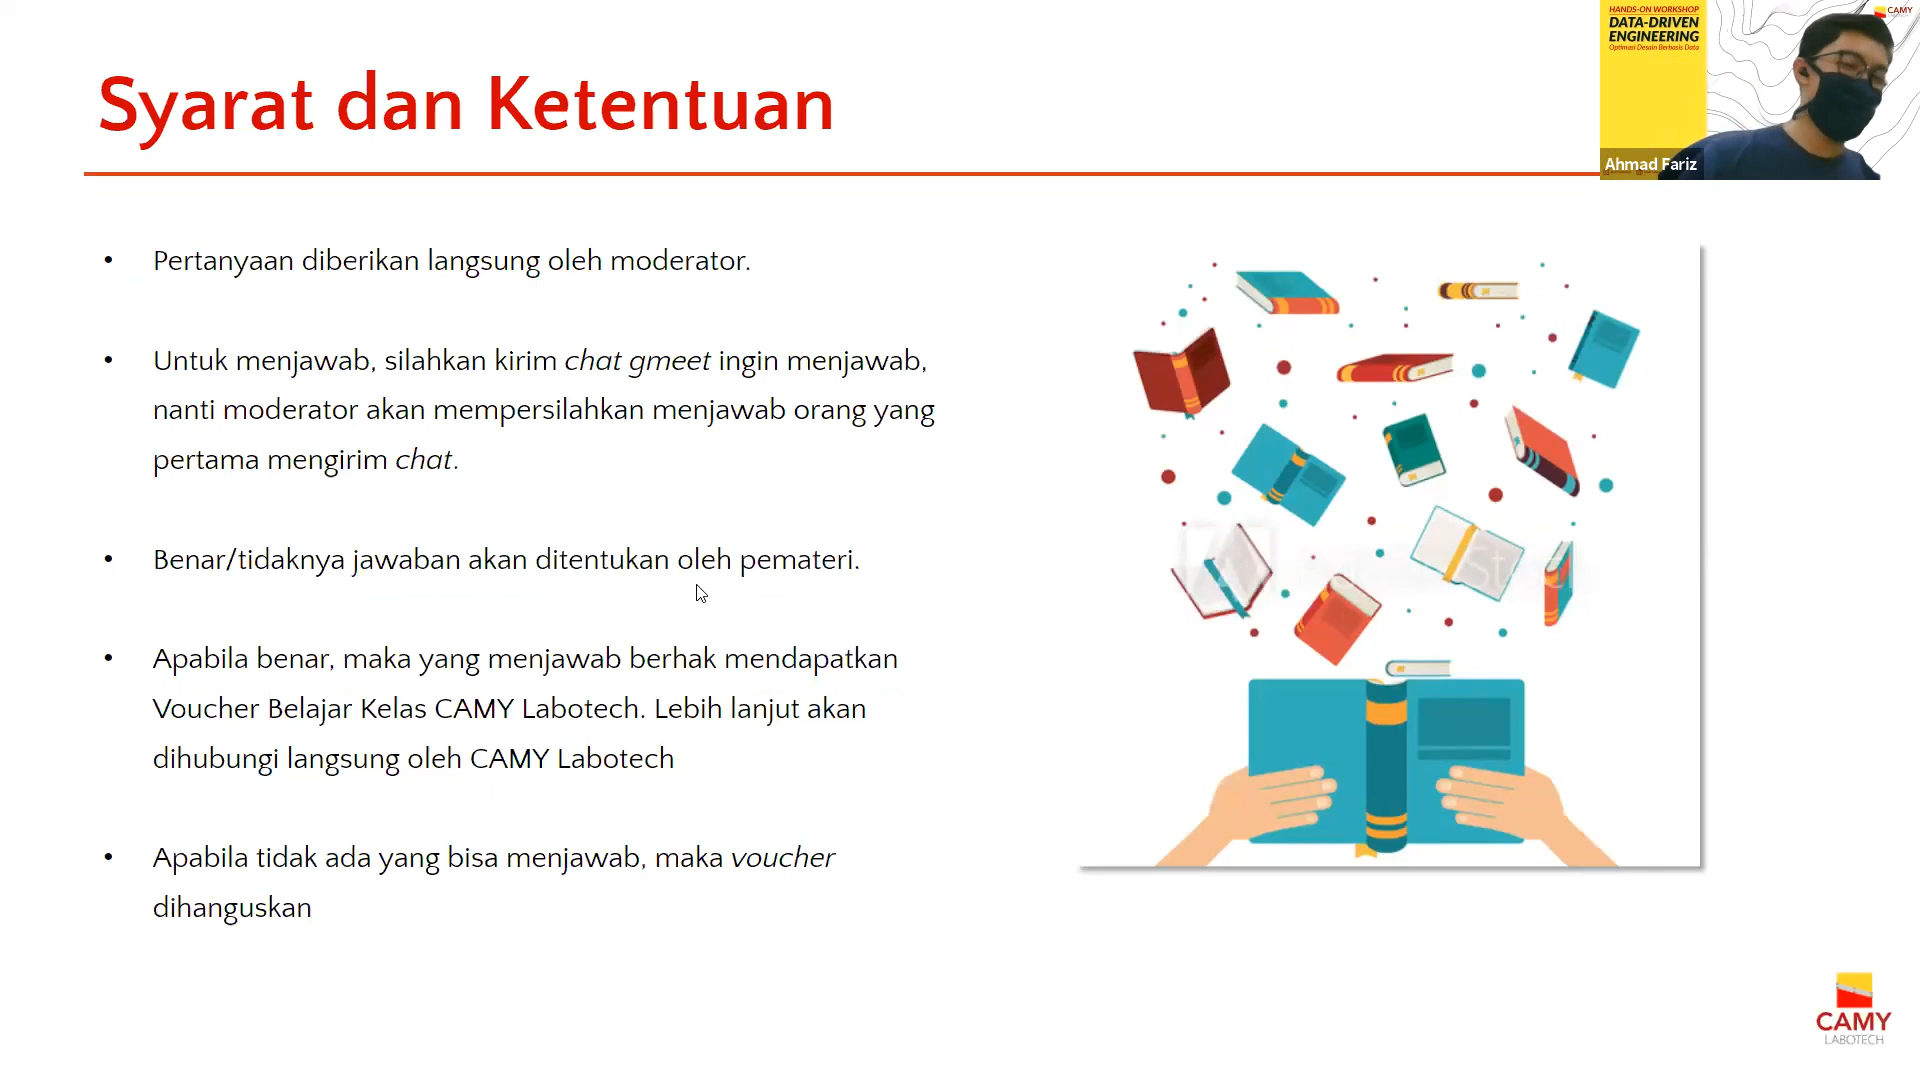 Syarat dan Ketentuan
HANDS-ON WORKSHOP
DATA-DRIVEN
ENGINEERING
Optimasi Desain Berbasis Data
CAMY
Ahmad Fariz
• Pertanyaan diberikan langsung oleh moderator.
• Untuk menjawab, silahkan kirim chat gmeet ingin menjawab,
nanti moderator akan mempersilahkan menjawab orang yang
pertama mengirim chat.
• Benar/tidaknya jawaban akan ditentukan oleh pemateri.
• Apabila benar, maka yang menjawab berhak mendapatkan
Voucher Belajar Kelas CAMY Labotech. Lebih lanjut akan
dihubungi langsung oleh CAMY Labotech
• Apabila tidak ada yang bisa menjawab, maka voucher
dihanguskan
CAMY
LABOTECH